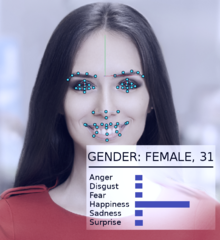 GENDER: FEMALE, 31
Anger
Disgust
Fear
Happiness
Sadness
Surprise